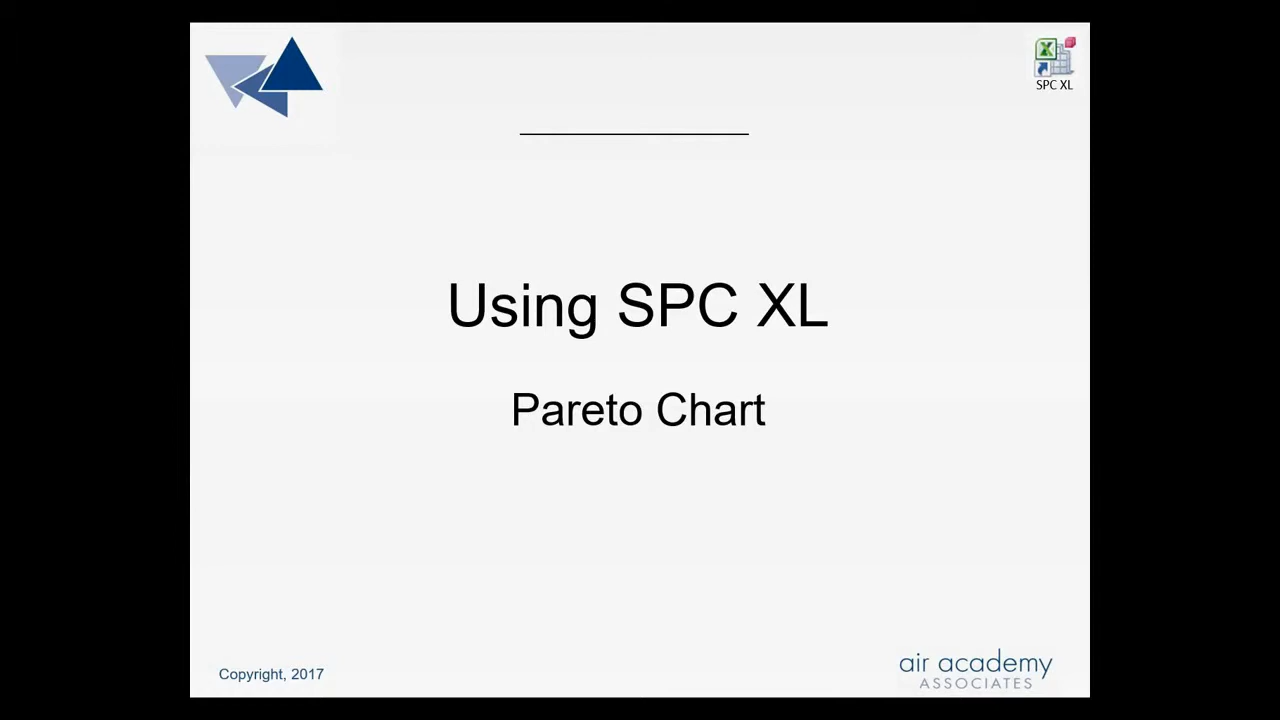 SPC XL
Using SPC XL
Pareto Chart
Copyright, 2017
air academy
ASSOCIATES